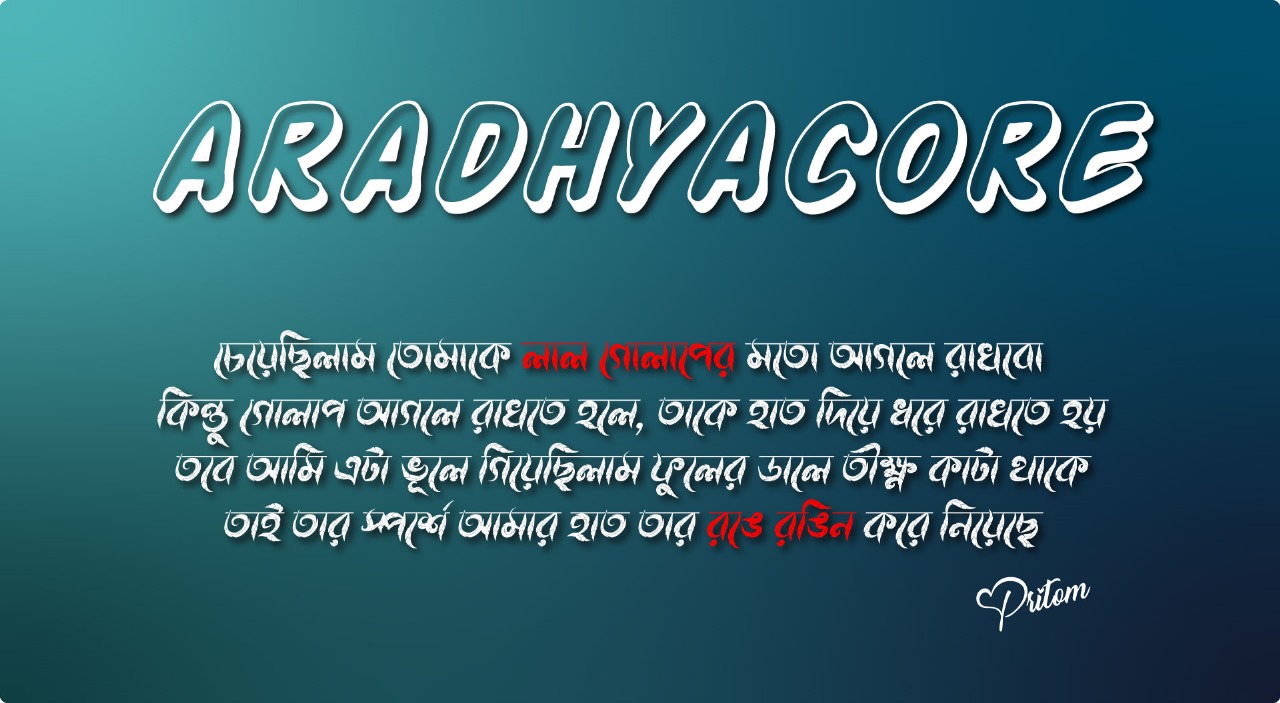 ARADHYACORE
চেয়েছিলাম তোমাকে লাল গোলাপের মতো আগলে রাখবো
কিন্তু গোলাপ আগলে রাখতে হলে, তাকে হাত দিয়ে ধরে রাখতে হয়
তবে আমি এটা ভূলে গিয়েছিলাম ফুলের ডালে তীক্ষ্ণ কাটা থাকে
তাই তার স্পর্শে আমার হাত তার রঙে রঙিন করে নিয়েছে
Pritom